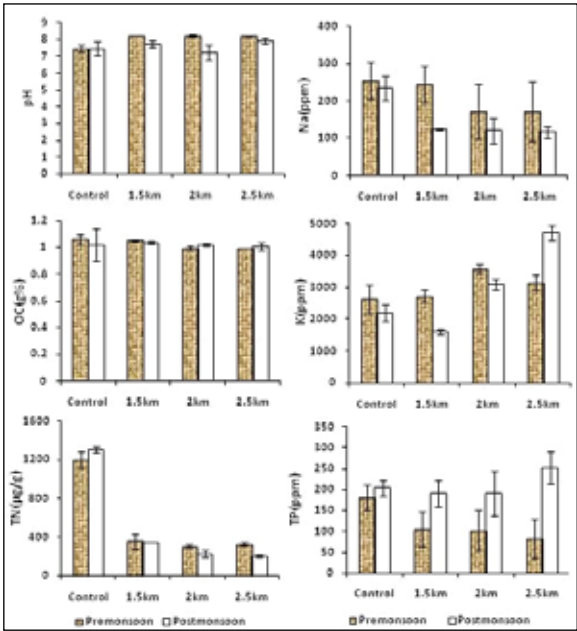 9
8
7
6
5
4
3
2
1
0
pH
Control 1.5km 2km 2.5km
400
300
200
100
0
Na(ppm)
Control 1.5km 2km 2.5km
1.2
1
0.8
0.6
0.4
0.2
0
OC(g%)
Control 1.5km 2km 2.5km
5000
4000
3000
2000
1000
0
K(ppm)
Control 1.5km 2km 2.5km
1600
1200
800
400
0
TN(µg/g)
Control 1.5km 2km 2.5km
350
300
250
200
150
100
50
0
TP(ppm)
Control 1.5km 2km 2.5km
Premonsoon Postmonsoon
Premonsoon Postmonsoon